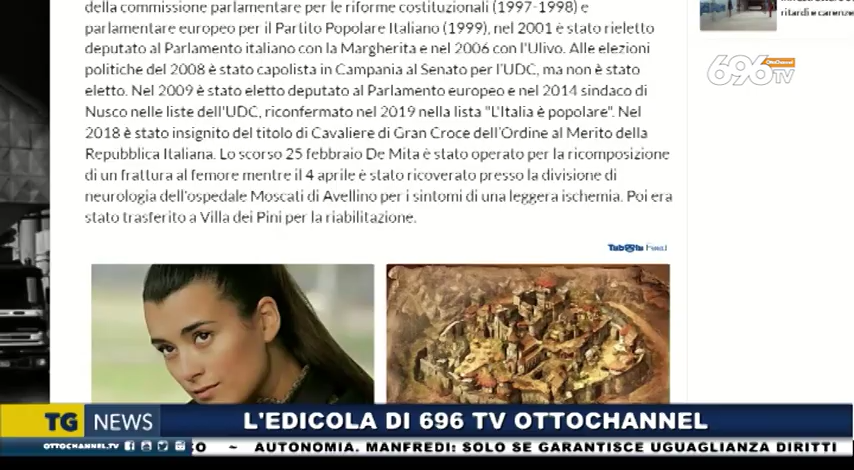 della commissione parlamentare per le riforme costituzionali (1997-1998) e
parlamentare europeo per il Partito Popolare Italiano (1999), nel 2001 è stato rieletto
deputato al Parlamento italiano con la Margherita e nel 2006 con l'Ulivo. Alle elezioni
politiche del 2008 è stato capolista in Campania al Senato per l'UDC, ma non è stato
eletto. Nel 2009 è stato eletto deputato al Parlamento europeo e nel 2014 sindaco di
Nusco nelle liste dell'UDC, riconfermato nel 2019 nella lista "L'Italia è popolare". Nel
2018 è stato insignito del titolo di Cavaliere di Gran Croce dell'Ordine al Merito della
Repubblica Italiana. Lo scorso 25 febbraio De Mita è stato operato per la ricomposizione
di un frattura al femore mentre il 4 aprile è stato ricoverato presso la divisione di
neurologia dell'ospedale Moscati di Avellino per i sintomi di una leggera ischemia. Poi era
stato trasferito a Villa dei Pini per la riabilitazione.
ritardi e carenze
696 OttoChannel TV
Taboola Feed
TG NEWS
L'EDICOLA DI 696 TV OTTOCHANNEL
OTTOCHANNEL.TV
CO ~ AUTONOMIA. MANFREDI: SOLO SE GARANTISCE UGUAGLIANZA DIRITTI